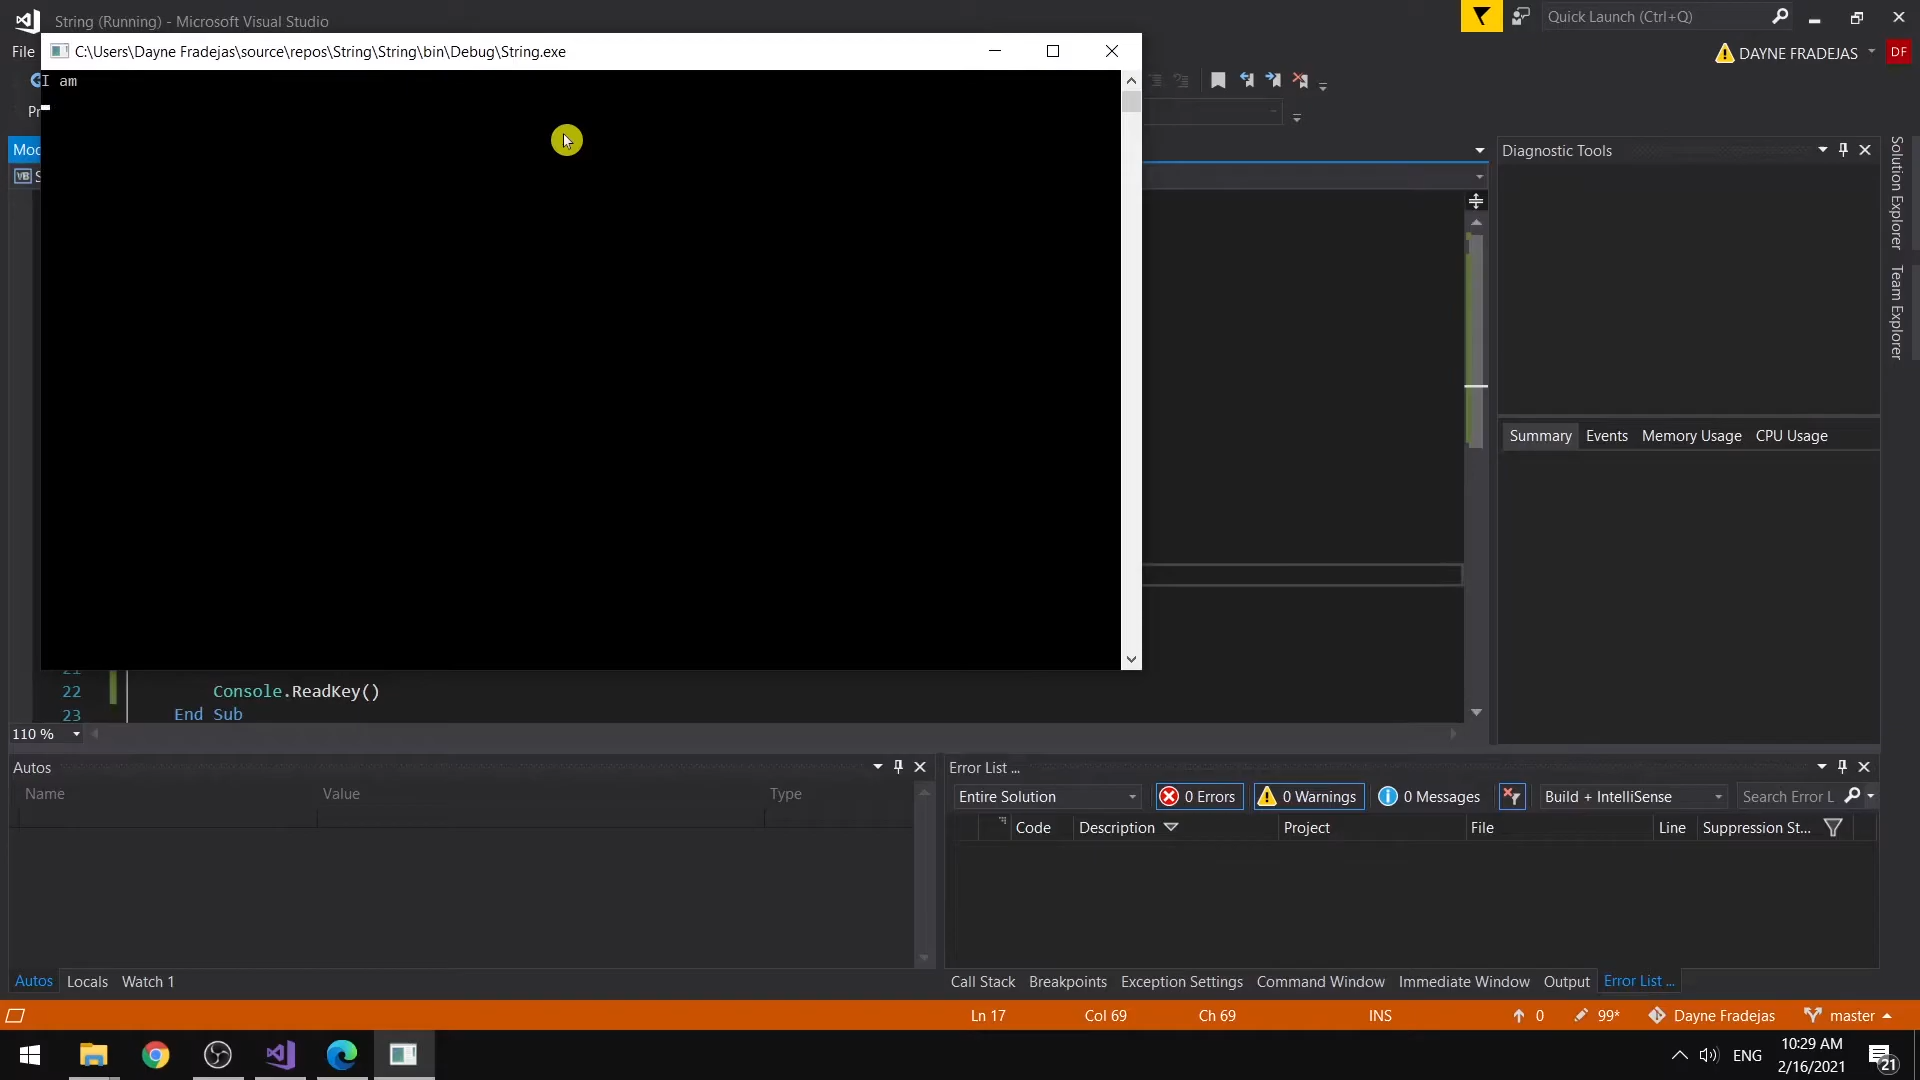 String (Running) - Microsoft Visual Studio
Quick Launch (Ctrl+Q)
File
C:\Users\Dayne Fradejas\source\repos\String\String\bin\Debug\String.exe
DAYNE FRADEJAS
DF
I am
Diagnostic Tools
Solution Explorer
Team Explorer
Summary
Events
Memory Usage
CPU Usage
22
Console.ReadKey()
23
End Sub
110 %
Autos
Name
Value
Type
Error List ...
Entire Solution
0 Errors
0 Warnings
0 Messages
Build + IntelliSense
Search Error L
Code
Description
Project
File
Line
Suppression St...
Autos
Locals
Watch 1
Call Stack
Breakpoints
Exception Settings
Command Window
Immediate Window
Output
Error List ...
Ln 17
Col 69
Ch 69
INS
0
99*
Dayne Fradejas
master
ENG
10:29 AM
2/16/2021
21